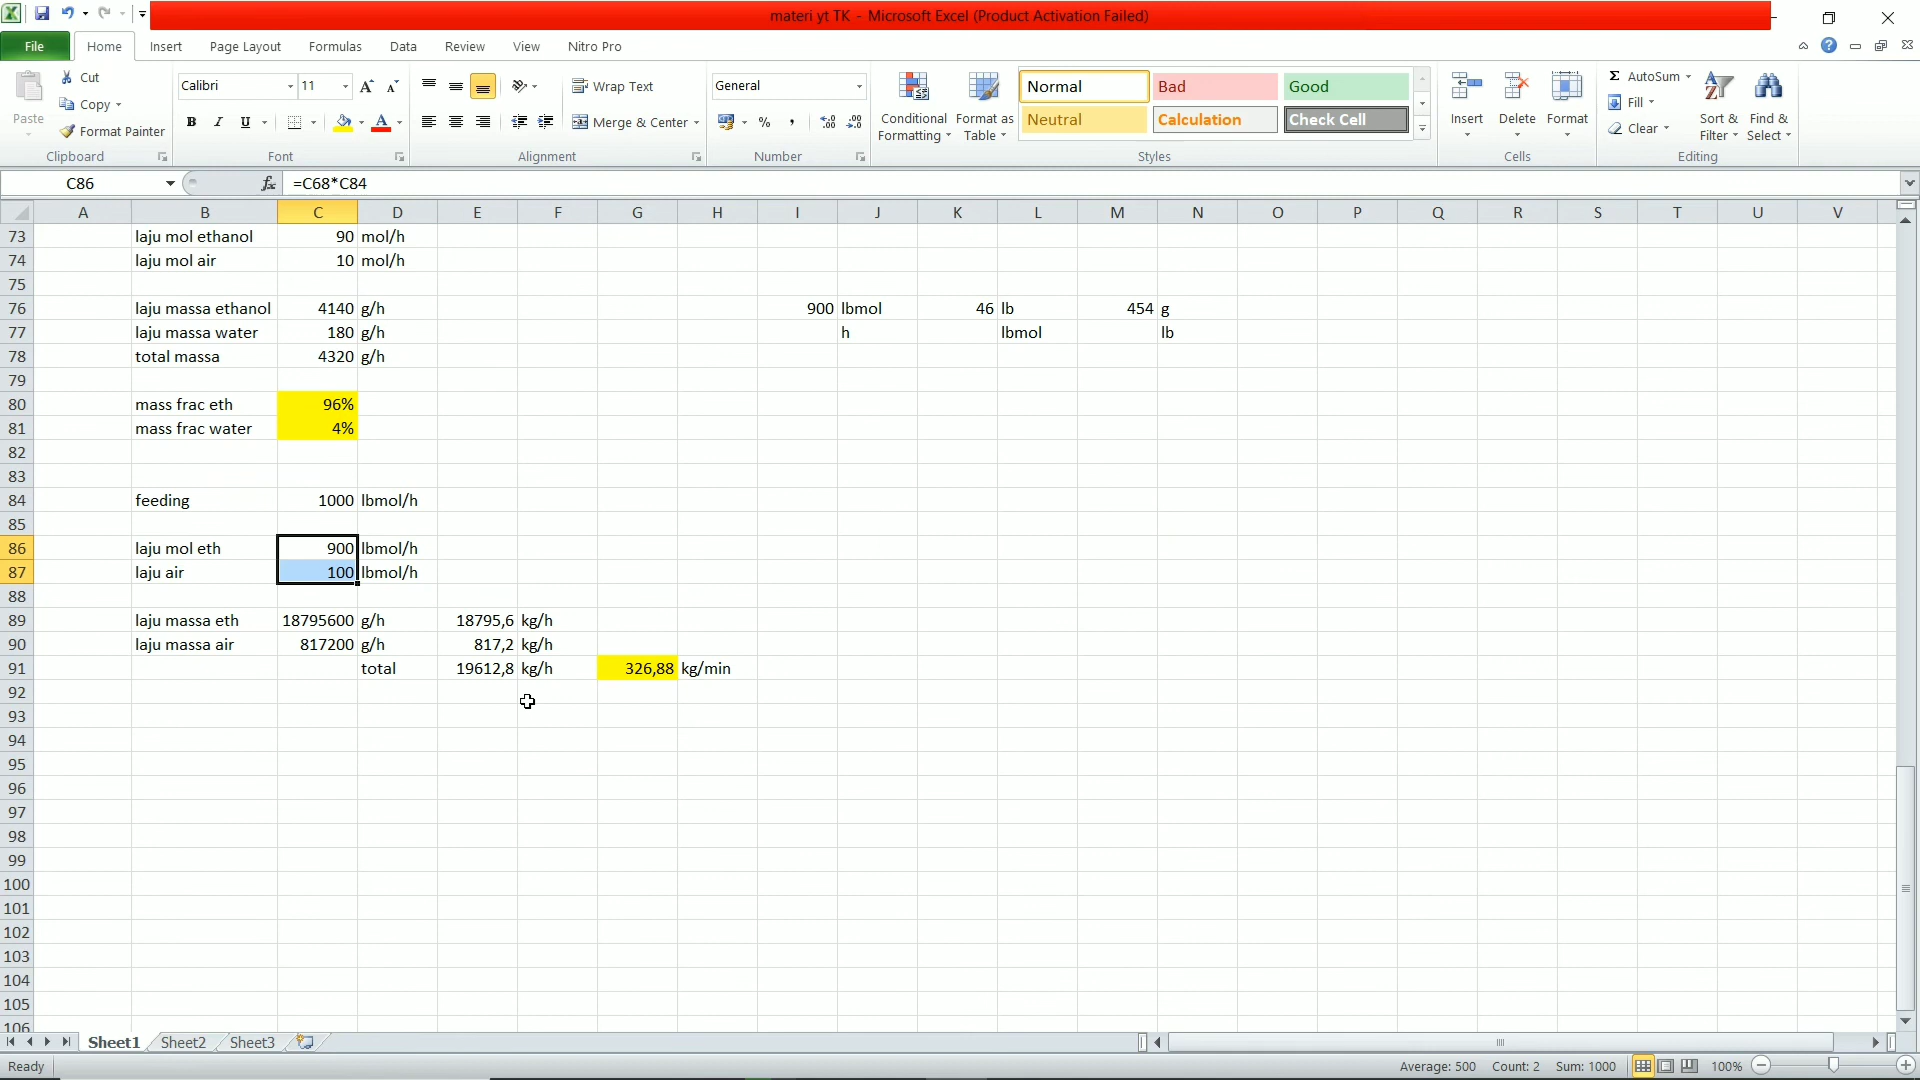 materi yt TK - Microsoft Excel (Product Activation Failed)
File Home Insert Page Layout Formulas Data Review View Nitro Pro
Paste Cut Copy Format Painter Clipboard
Calibri 11 B I U Font
Wrap Text Merge & Center Alignment
General % , Number
Conditional Formatting Format as Table
Normal Bad Good
Neutral Calculation Check Cell
Styles
Insert Delete Format Cells
Σ AutoSum Fill Clear Sort & Filter Find & Select Editing
C86 fx =C68*C84
A B C D E F G H I J K L M N O P Q R S T U V
73 laju mol ethanol 90 mol/h
74 laju mol air 10 mol/h
75
76 laju massa ethanol 4140 g/h 900 lbmol 46 lb 454 g
77 laju massa water 180 g/h h lbmol lb
78 total massa 4320 g/h
79
80 mass frac eth 96%
81 mass frac water 4%
82
83
84 feeding 1000 lbmol/h
85
86 laju mol eth 900 lbmol/h
87 laju air 100 lbmol/h
88
89 laju massa eth 18795600 g/h 18795,6 kg/h
90 laju massa air 817200 g/h 817,2 kg/h
91 total 19612,8 kg/h 326,88 kg/min
92
93
94
95
96
97
98
99
100
101
102
103
104
105
106
Sheet1 Sheet2 Sheet3
Ready Average: 500 Count: 2 Sum: 1000 100%